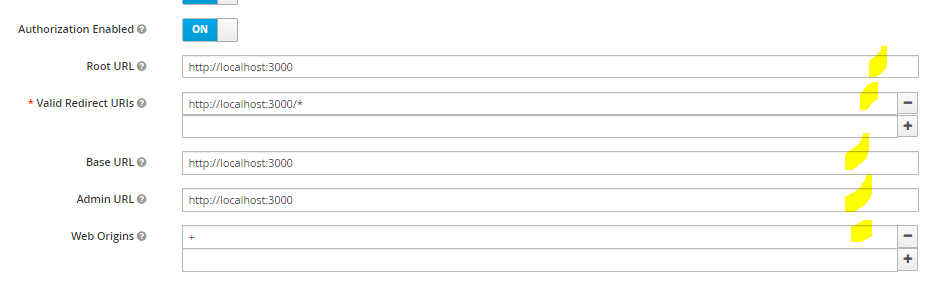 Authorization Enabled ON
Root URL http://localhost:3000
* Valid Redirect URIs http://localhost:3000/*
Base URL http://localhost:3000
Admin URL http://localhost:3000
Web Origins +